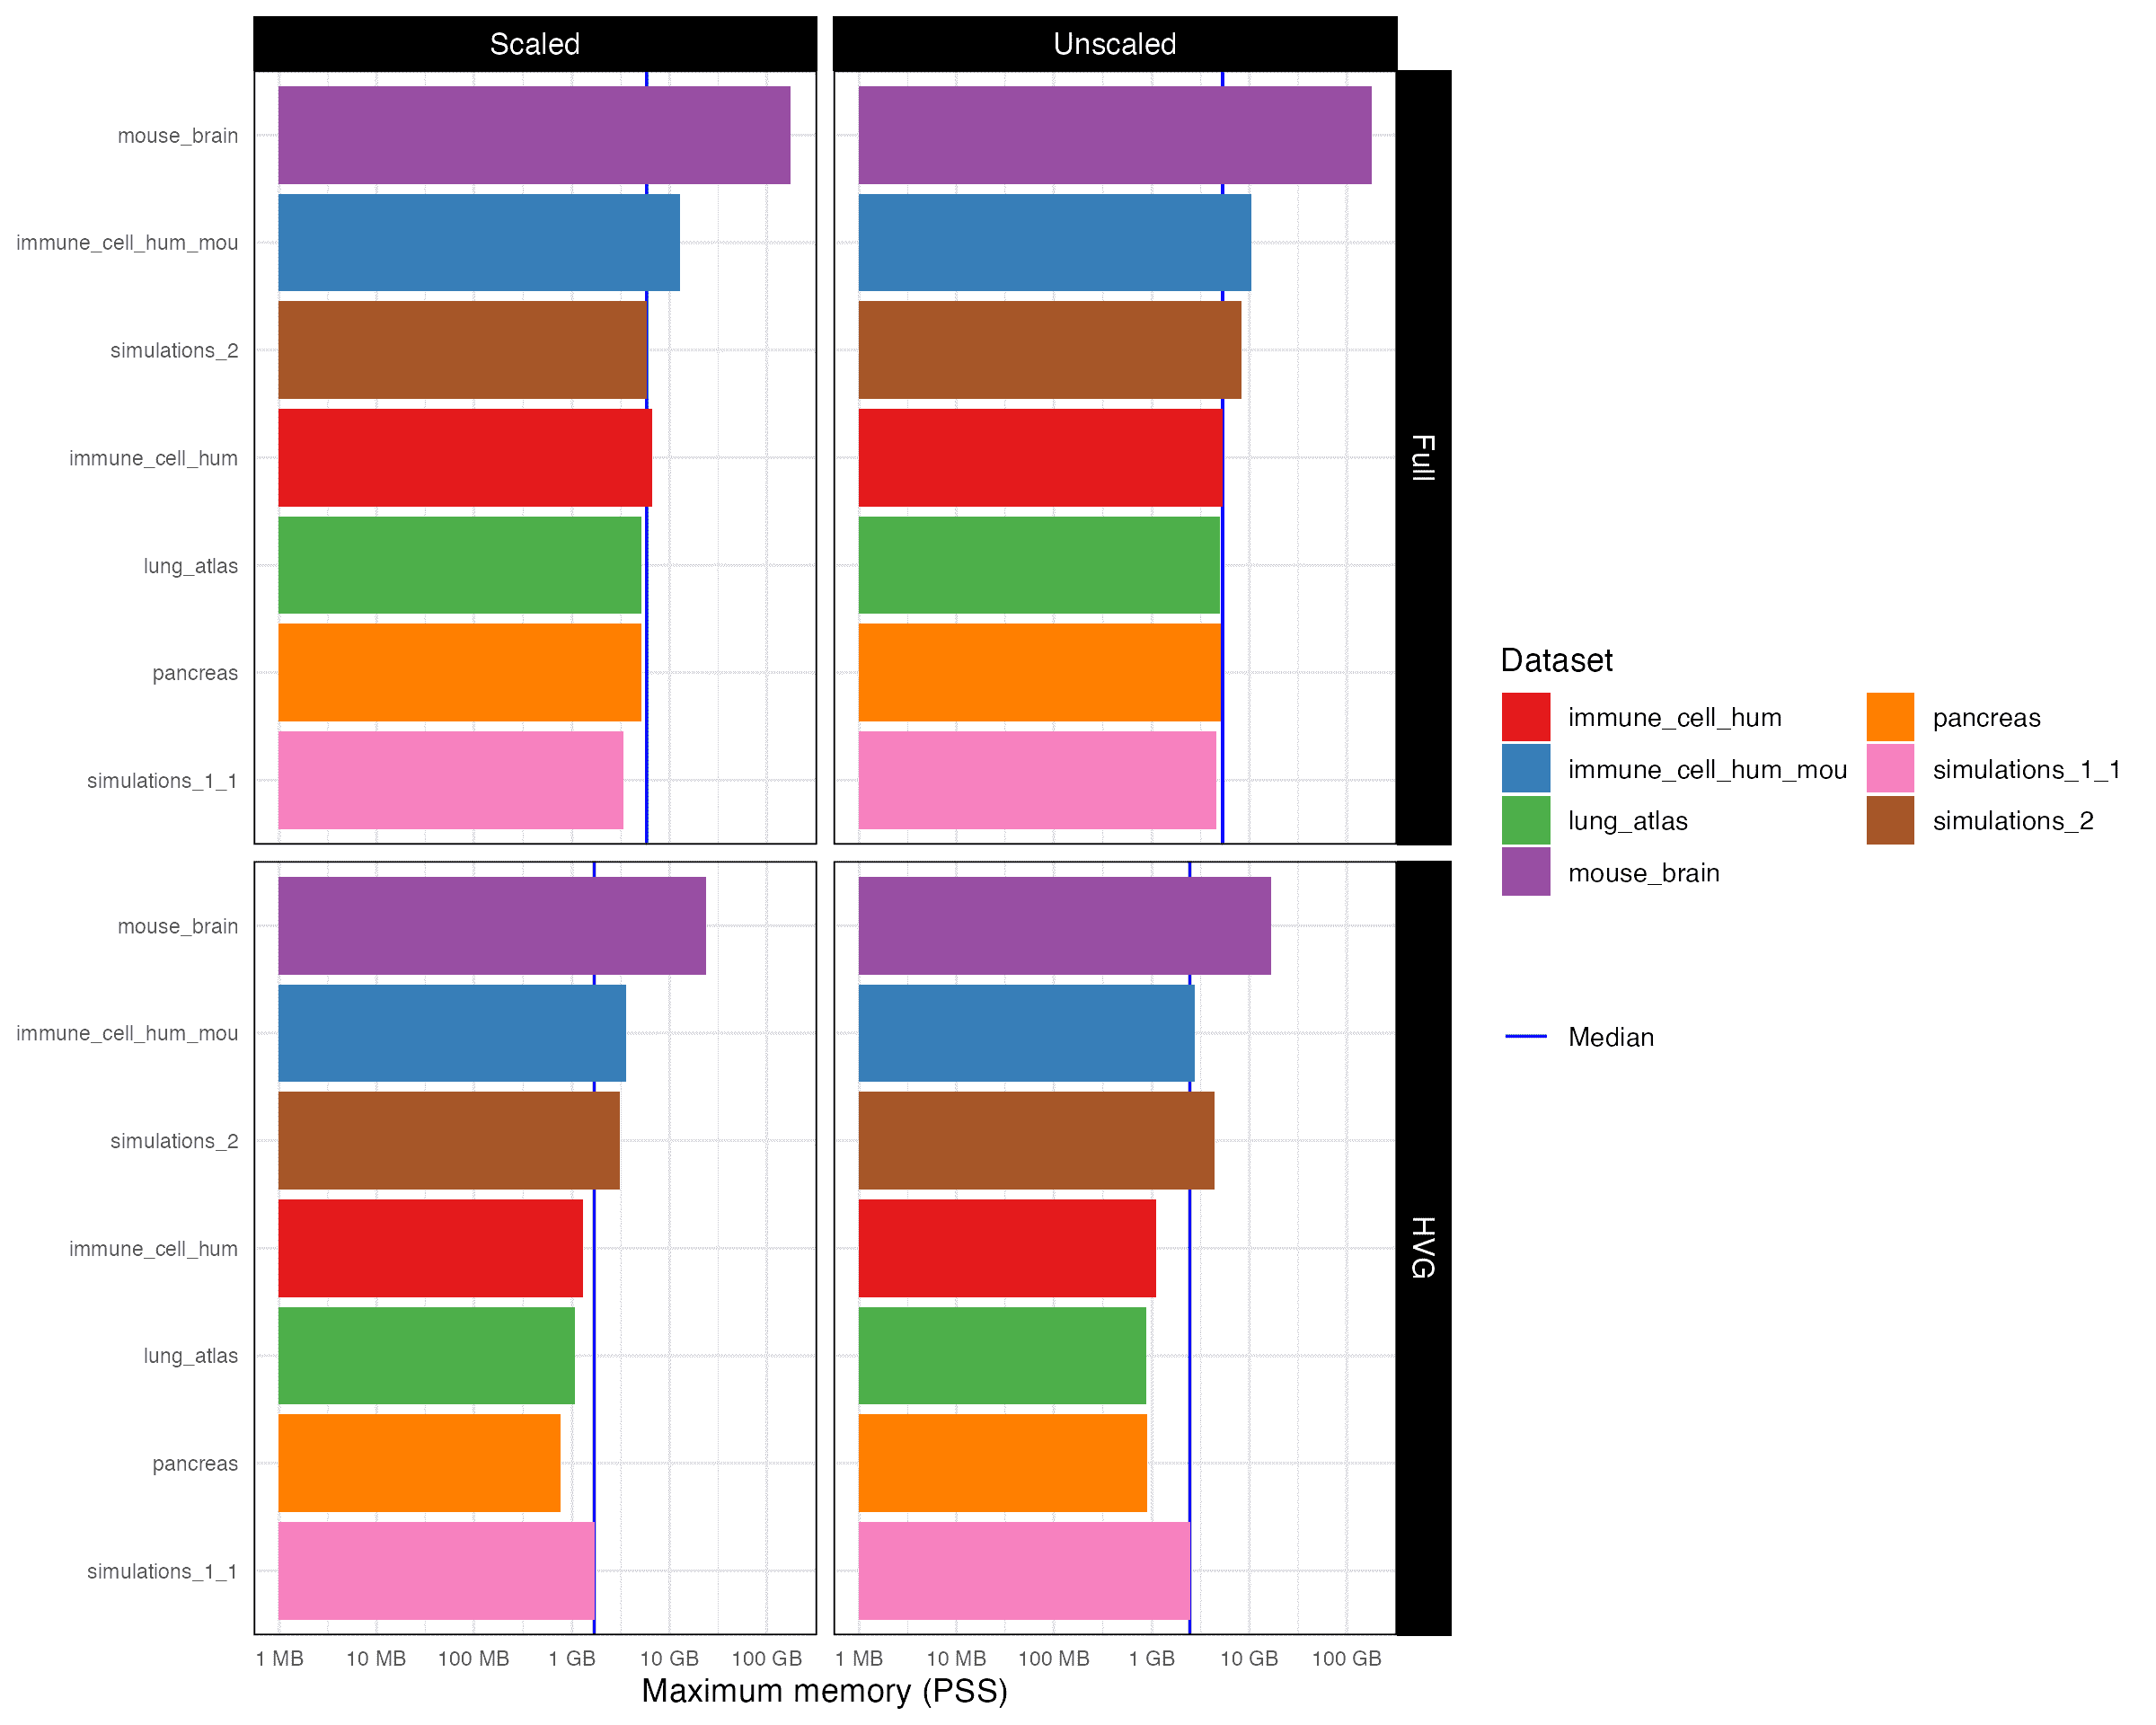 Scaled
Unscaled
mouse_brain
immune_cell_hum_mou
simulations_2
immune_cell_hum
lung_atlas
pancreas
simulations_1_1
Full
mouse_brain
immune_cell_hum_mou
simulations_2
immune_cell_hum
lung_atlas
pancreas
simulations_1_1
HVG
1 MB 10 MB 100 MB 1 GB 10 GB 100 GB
1 MB 10 MB 100 MB 1 GB 10 GB 100 GB
Maximum memory (PSS)
Dataset
immune_cell_hum
immune_cell_hum_mou
lung_atlas
mouse_brain
pancreas
simulations_1_1
simulations_2
Median